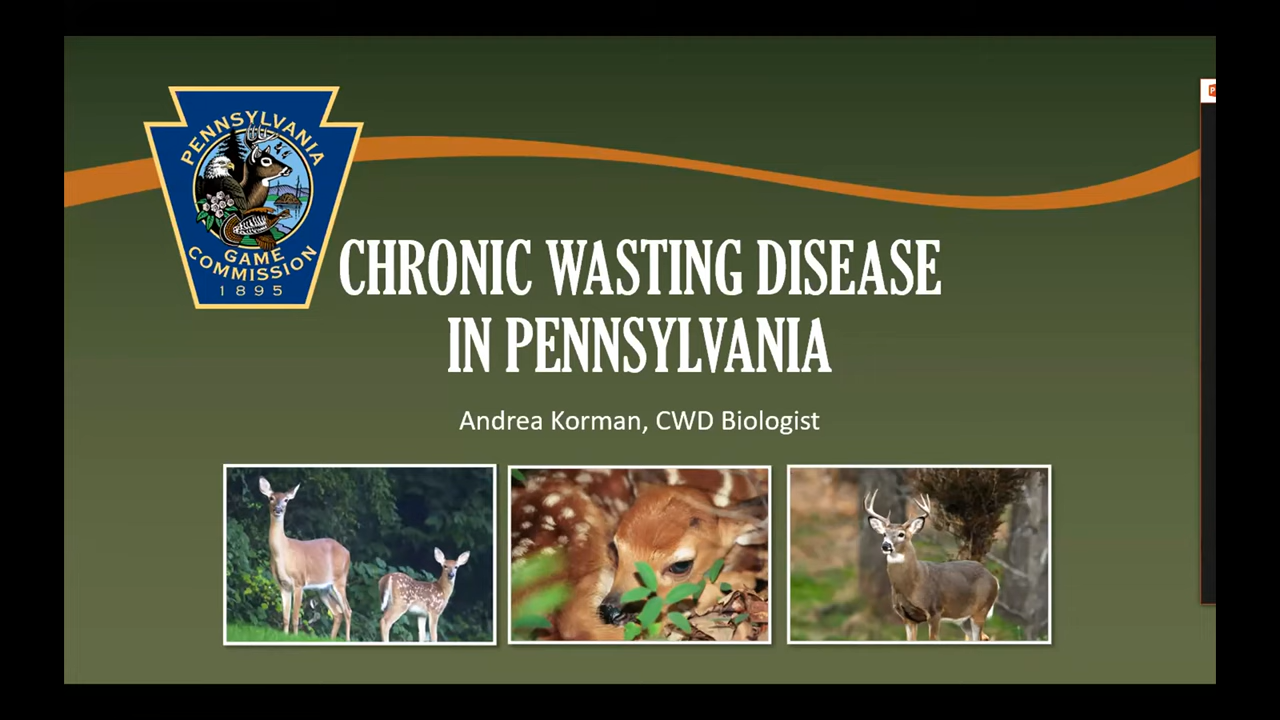 PENNSYLVANIA
GAME
COMMISSION
1895
CHRONIC WASTING DISEASE
IN PENNSYLVANIA
Andrea Korman, CWD Biologist